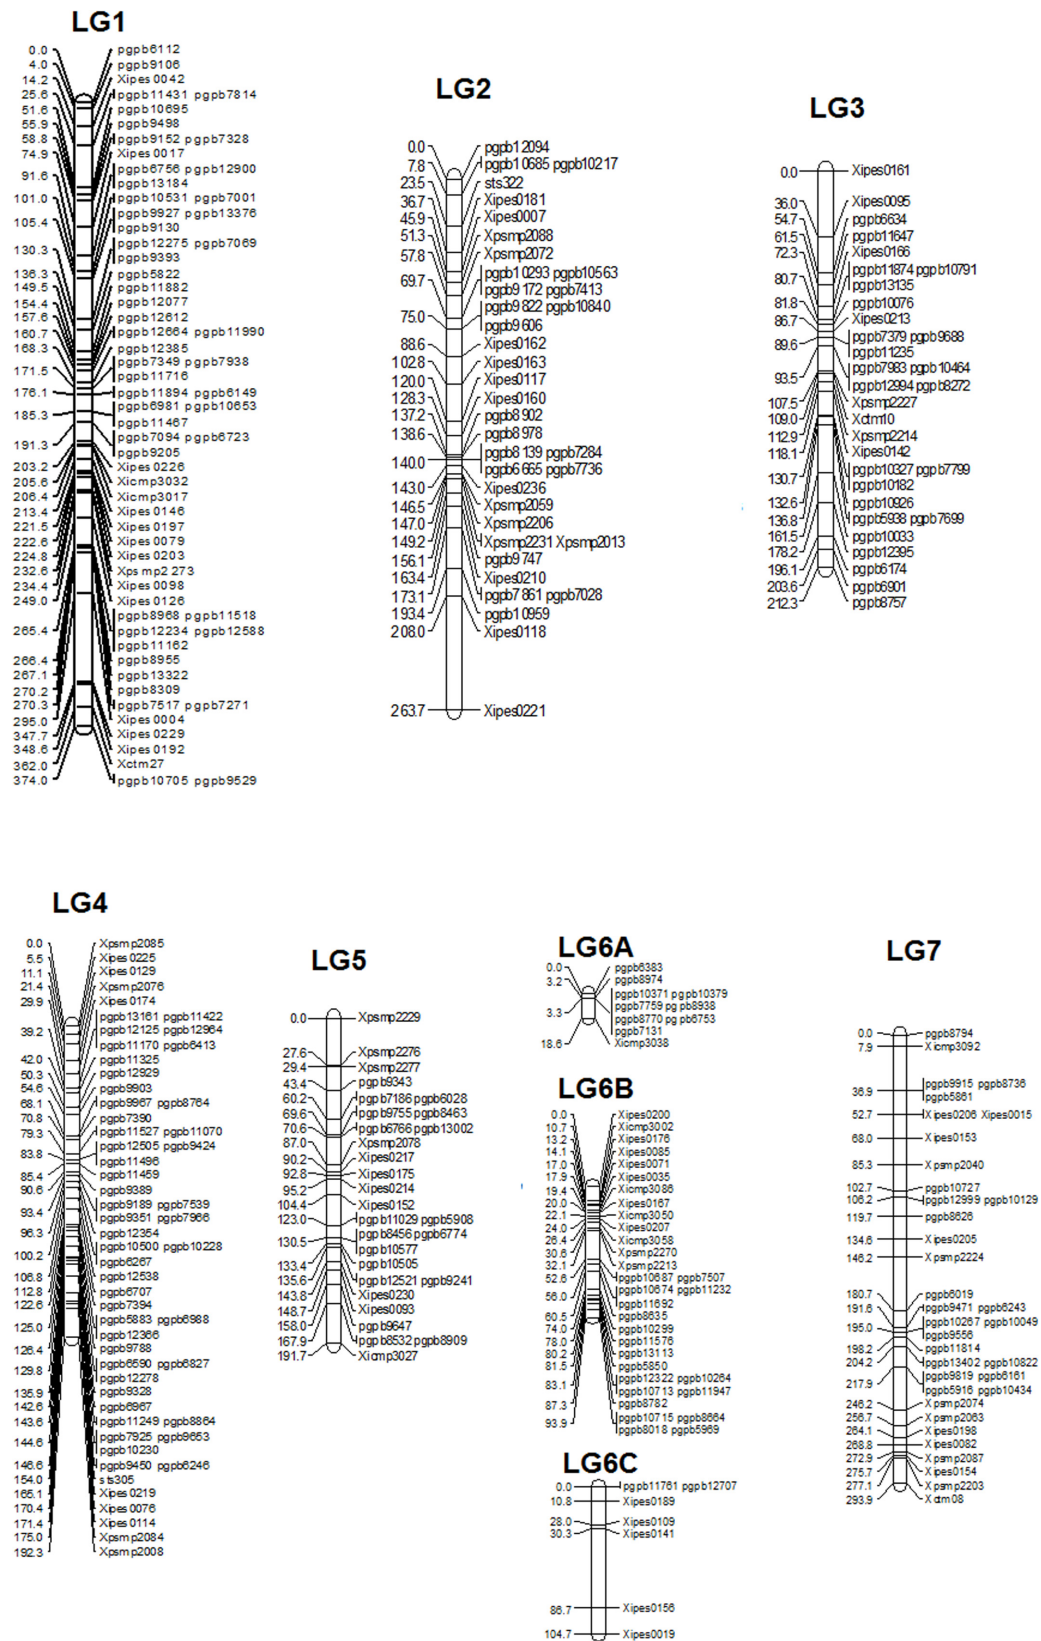 LG1
0.0 pgpb6112
4.0 pgpb9106
14.2 Xipes0042
25.6 pgpb11431 pgpb7814
51.6 pgpb10695
55.9 pgpb9498
58.8 pgpb9152 pgpb7328
74.9 Xipes0017
91.6 pgpb6756 pgpb12900
pgpb13184
101.0 pgpb10531 pgpb7001
105.4 pgpb9927 pgpb13376
pgpb9130
130.3 pgpb12275 pgpb7069
pgpb9393
136.3 pgpb5822
149.5 pgpb11882
154.4 pgpb12077
157.6 pgpb12612
160.7 pgpb12664 pgpb11990
168.3 pgpb12385
171.5 pgpb7349 pgpb7938
pgpb11716
176.1 pgpb11894 pgpb6149
185.3 pgpb6981 pgpb10653
pgpb11467
191.3 pgpb7094 pgpb6723
pgpb9205
203.2 Xipes0226
205.6 Xicmp3032
206.4 Xicmp3017
213.4 Xipes0146
221.5 Xipes0197
222.6 Xipes0079
224.8 Xipes0203
232.6 Xpsmp2273
234.4 Xipes0098
249.0 Xipes0126
265.4 pgpb8968 pgpb11518
pgpb12234 pgpb12588
pgpb11162
266.4 pgpb8955
267.1 pgpb13322
270.2 pgpb8309
270.3 pgpb7517 pgpb7271
295.0 Xipes0004
347.7 Xipes0229
348.6 Xipes0192
362.0 Xctm27
374.0 pgpb10705 pgpb9529
LG2
0.0 pgpb12094
7.8 pgpb10685 pgpb10217
23.5 sts322
36.7 Xipes0181
45.9 Xipes0007
51.3 Xpsmp2088
57.8 Xpsmp2072
69.7 pgpb10293 pgpb10563
pgpb9172 pgpb7413
75.0 pgpb9822 pgpb10840
pgpb9606
88.6 Xipes0162
102.8 Xipes0163
120.0 Xipes0117
128.3 Xipes0160
137.2 pgpb8902
138.6 pgpb8978
140.0 pgpb8139 pgpb7284
pgpb6665 pgpb7736
143.0 Xipes0236
146.5 Xpsmp2059
147.0 Xpsmp2206
149.2 Xpsmp2231 Xpsmp2013
156.1 pgpb9747
163.4 Xipes0210
173.1 pgpb7861 pgpb7028
193.4 pgpb10959
208.0 Xipes0118
263.7 Xipes0221
LG3
0.0 Xipes0161
36.0 Xipes0095
54.7 pgpb6634
61.5 pgpb11647
72.3 Xipes0166
80.7 pgpb11874 pgpb10791
pgpb13135
81.8 pgpb10076
86.7 Xipes0213
89.6 pgpb7379 pgpb9688
pgpb11235
93.5 pgpb7983 pgpb10464
pgpb12994 pgpb8272
107.5 Xpsmp2227
109.0 Xctm10
112.9 Xpsmp2214
118.1 Xipes0142
130.7 pgpb10327 pgpb7799
pgpb10182
132.6 pgpb10926
136.8 pgpb5938 pgpb7699
161.5 pgpb10033
178.2 pgpb12395
196.1 pgpb6174
203.6 pgpb6901
212.3 pgpb8757
LG4
0.0 Xpsmp2085
5.5 Xipes0225
11.1 Xipes0129
21.4 Xpsmp2076
29.9 Xipes0174
39.2 pgpb13161 pgpb11422
pgpb12125 pgpb12964
pgpb11170 pgpb6413
42.0 pgpb11325
50.3 pgpb12929
54.6 pgpb9903
68.1 pgpb9967 pgpb8764
70.8 pgpb7390
79.3 pgpb11527 pgpb11070
83.8 pgpb12505 pgpb9424
pgpb11496
85.4 pgpb11459
90.6 pgpb9389
93.4 pgpb9189 pgpb7539
pgpb9351 pgpb7966
96.3 pgpb12354
100.2 pgpb10500 pgpb10228
pgpb6267
106.8 pgpb12538
112.8 pgpb6707
122.6 pgpb7394
125.0 pgpb5883 pgpb6988
pgpb12366
126.4 pgpb9788
129.8 pgpb6590 pgpb6827
pgpb12278
135.9 pgpb9328
142.6 pgpb6967
143.6 pgpb11249 pgpb8864
144.6 pgpb7925 pgpb9653
pgpb10230
146.6 pgpb9450 pgpb6246
154.0 sts305
165.1 Xipes0219
170.4 Xipes0076
171.4 Xipes0114
175.0 Xpsmp2084
192.3 Xpsmp2008
LG5
0.0 Xpsmp2229
27.6 Xpsmp2276
29.4 Xpsmp2277
43.4 pgpb9343
60.2 pgpb7186 pgpb6028
69.6 pgpb9755 pgpb8463
70.6 pgpb6766 pgpb13002
87.0 Xpsmp2078
90.2 Xipes0217
92.8 Xipes0175
95.2 Xipes0214
104.4 Xipes0152
123.0 pgpb11029 pgpb5908
130.5 pgpb8456 pgpb6774
pgpb10577
133.4 pgpb10505
135.6 pgpb12521 pgpb9241
143.8 Xipes0230
148.7 Xipes0093
158.0 pgpb9647
167.9 pgpb8532 pgpb8909
191.7 Xicmp3027
LG6A
0.0 pgpb6383
3.2 pgpb8974
3.3 pgpb10371 pgpb10379
pgpb7759 pgpb8938
pgpb8770 pgpb6753
pgpb7131
18.6 Xicmp3038
LG6B
0.0 Xipes0200
10.7 Xicmp3002
13.2 Xipes0176
14.1 Xipes0085
17.0 Xipes0071
17.9 Xipes0035
19.4 Xicmp3086
20.0 Xipes0167
22.1 Xicmp3050
24.0 Xipes0207
26.4 Xicmp3058
30.6 Xpsmp2270
32.1 Xpsmp2213
52.6 pgpb10687 pgpb7507
56.0 pgpb10674 pgpb11232
pgpb11692
60.5 pgpb8635
74.0 pgpb10299
78.0 pgpb11576
80.2 pgpb13113
81.5 pgpb5850
83.1 pgpb12322 pgpb10264
pgpb10713 pgpb11947
87.3 pgpb8782
93.9 pgpb10715 pgpb8664
pgpb8018 pgpb5969
LG6C
0.0 pgpb11761 pgpb12707
10.8 Xipes0189
28.0 Xipes0109
30.3 Xipes0141
86.7 Xipes0156
104.7 Xipes0019
LG7
0.0 pgpb8794
7.9 Xicmp3092
36.9 pgpb9915 pgpb8736
pgpb5861
52.7 Xipes0206 Xipes0015
68.0 Xipes0153
85.3 Xpsmp2040
102.7 pgpb10727
106.2 pgpb12999 pgpb10129
119.7 pgpb8626
134.6 Xipes0205
146.2 Xpsmp2224
180.7 pgpb6019
191.6 pgpb9471 pgpb6243
195.0 pgpb10267 pgpb10049
pgpb9556
198.2 pgpb11814
204.2 pgpb13402 pgpb10822
217.9 pgpb9819 pgpb6161
pgpb5916 pgpb10434
246.2 Xpsmp2074
256.7 Xpsmp2063
264.1 Xipes0198
268.8 Xipes0082
272.9 Xpsmp2087
275.7 Xipes0154
277.1 Xpsmp2203
293.9 Xctm08